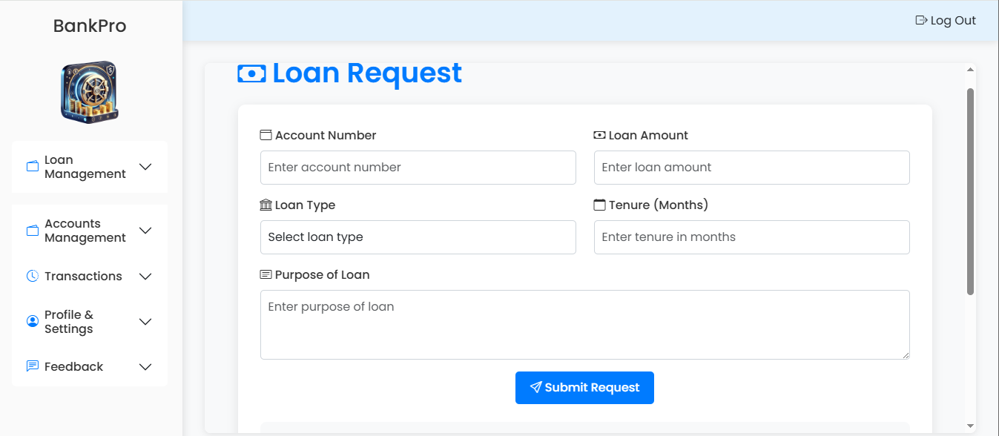 BankPro
Log Out
Loan Request
Loan
Management
Accounts
Management
Transactions
Profile &
Settings
Feedback
Account Number
Loan Amount
Enter account number
Enter loan amount
Loan Type
Tenure (Months)
Select loan type
Enter tenure in months
Purpose of Loan
Enter purpose of loan
Submit Request